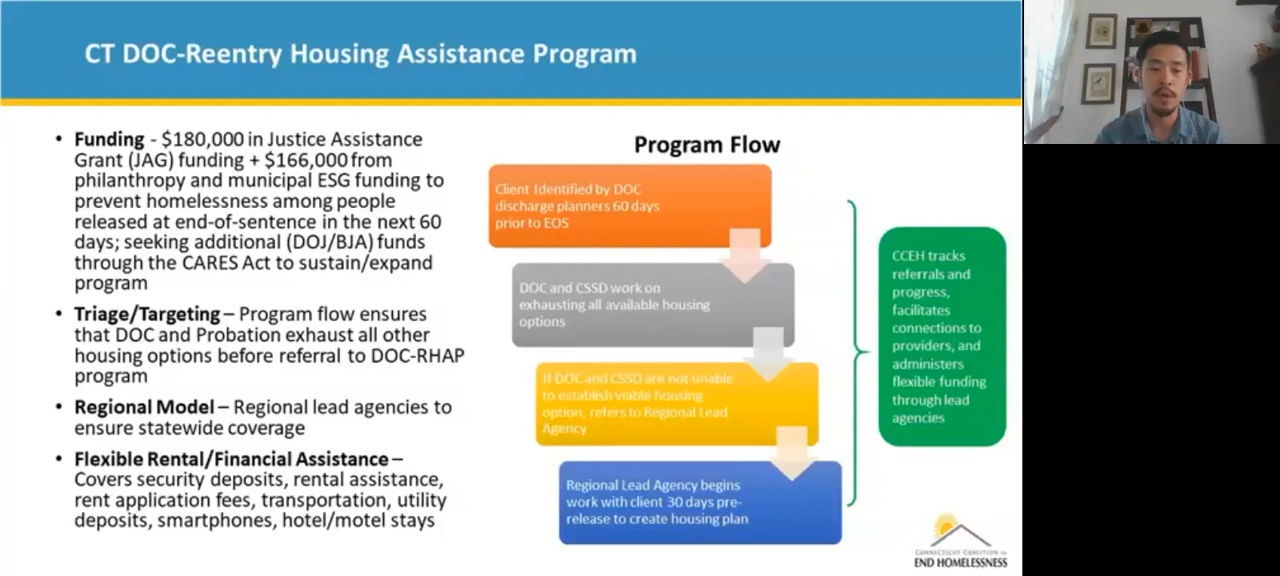 CT DOC-Reentry Housing Assistance Program
• Funding - $180,000 in Justice Assistance
Grant (JAG) funding + $166,000 from
philanthropy and municipal ESG funding to
prevent homelessness among people
released at end-of-sentence in the next 60
days; seeking additional (DOJ/BJA) funds
through the CARES Act to sustain/expand
program
• Triage/Targeting – Program flow ensures
that DOC and Probation exhaust all other
housing options before referral to DOC-RHAP
program
• Regional Model – Regional lead agencies to
ensure statewide coverage
• Flexible Rental/Financial Assistance –
Covers security deposits, rental assistance,
rent application fees, transportation, utility
deposits, smartphones, hotel/motel stays
Program Flow
Client Identified by DOC
discharge planners 60 days
prior to EOS
DOC and CSSD work on
exhausting all available housing
options
If DOC and CSSD are not unable
to establish viable housing
option, refers to Regional Lead
Agency
Regional Lead Agency begins
work with client 30 days pre-
release to create housing plan
CCEH tracks
referrals and
progress,
facilitates
connections to
providers, and
administers
flexible funding
through lead
agencies
CONNECTICUT COALITION TO
END HOMELESSNESS